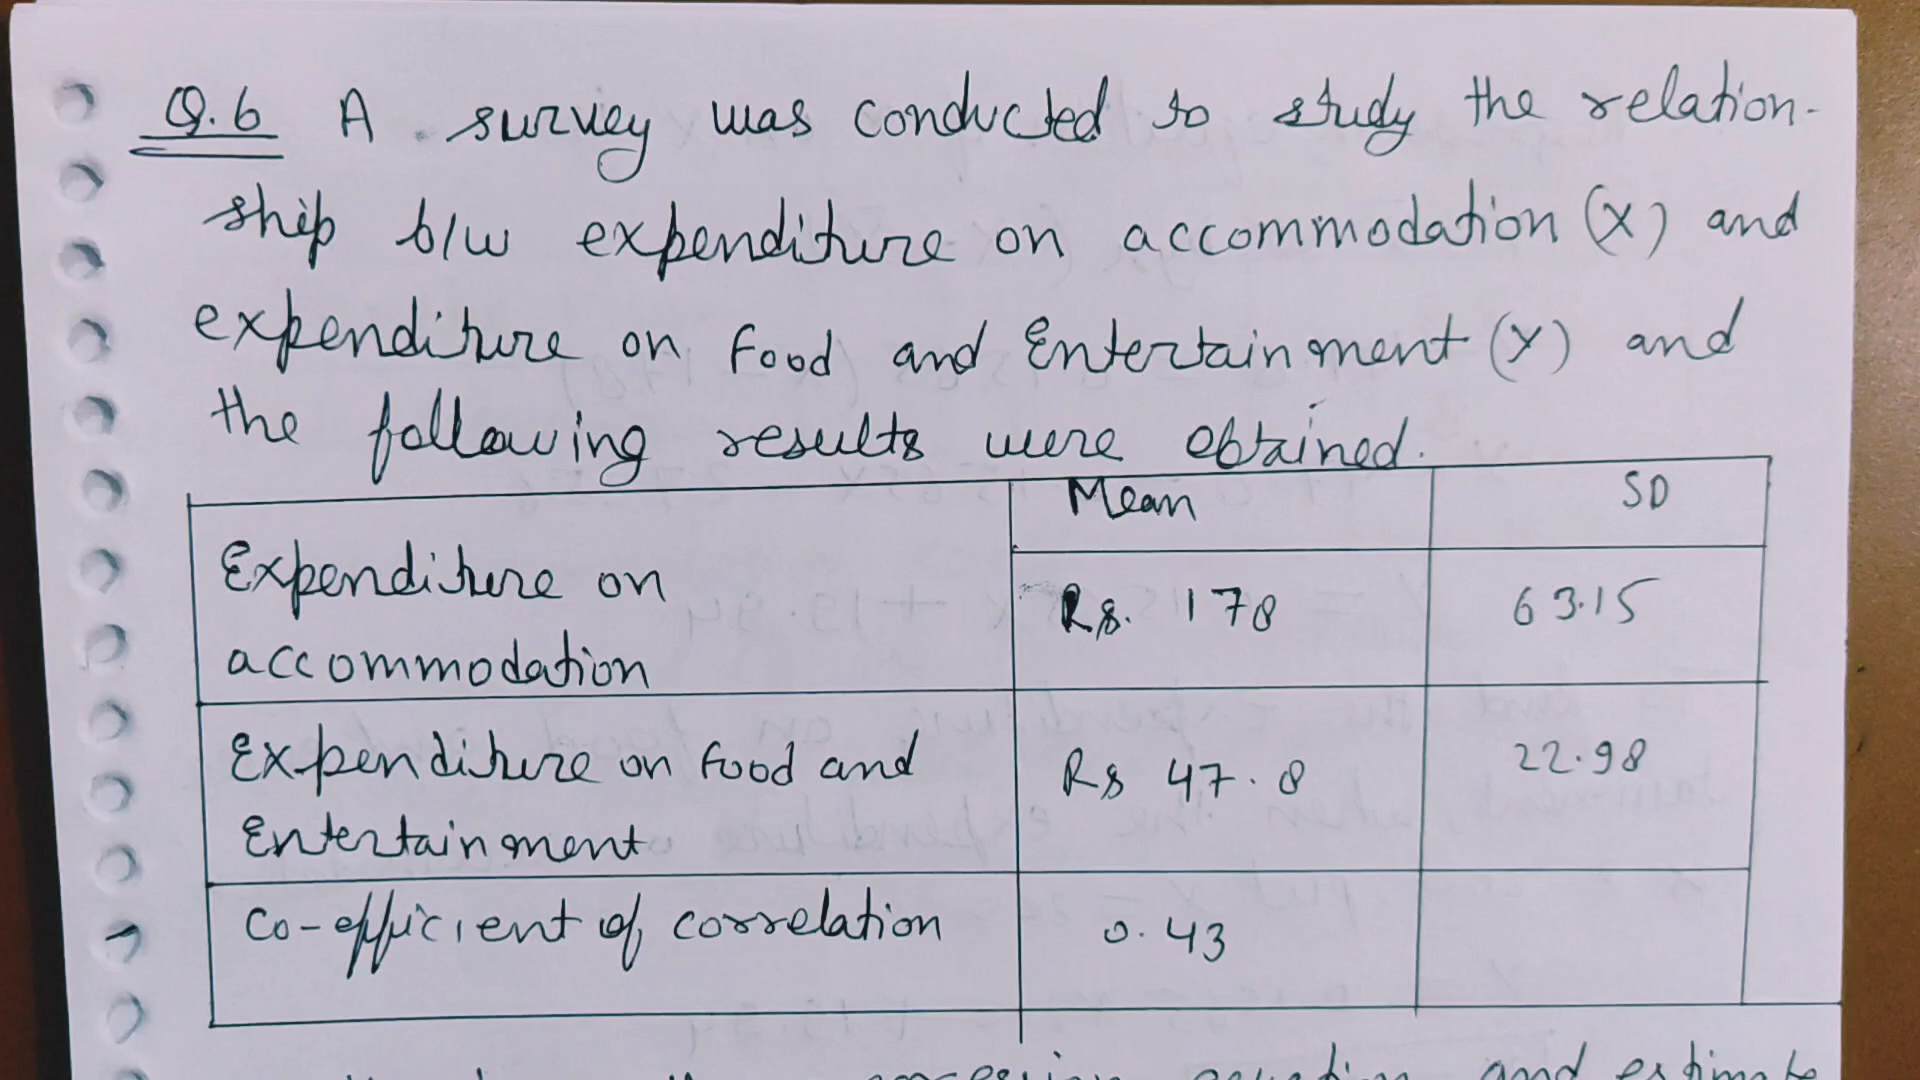 Q.6 A survey was conducted to study the relation-
ship b/w expenditure on accommodation (X) and
expenditure on Food and Entertainment (Y) and
the following results were obtained.
Mean SD
Expenditure on
accommodation Rs. 178 63.15
Expenditure on Food and
Entertainment Rs 47.8 22.98
Co-efficient of correlation 0.43
and estimate